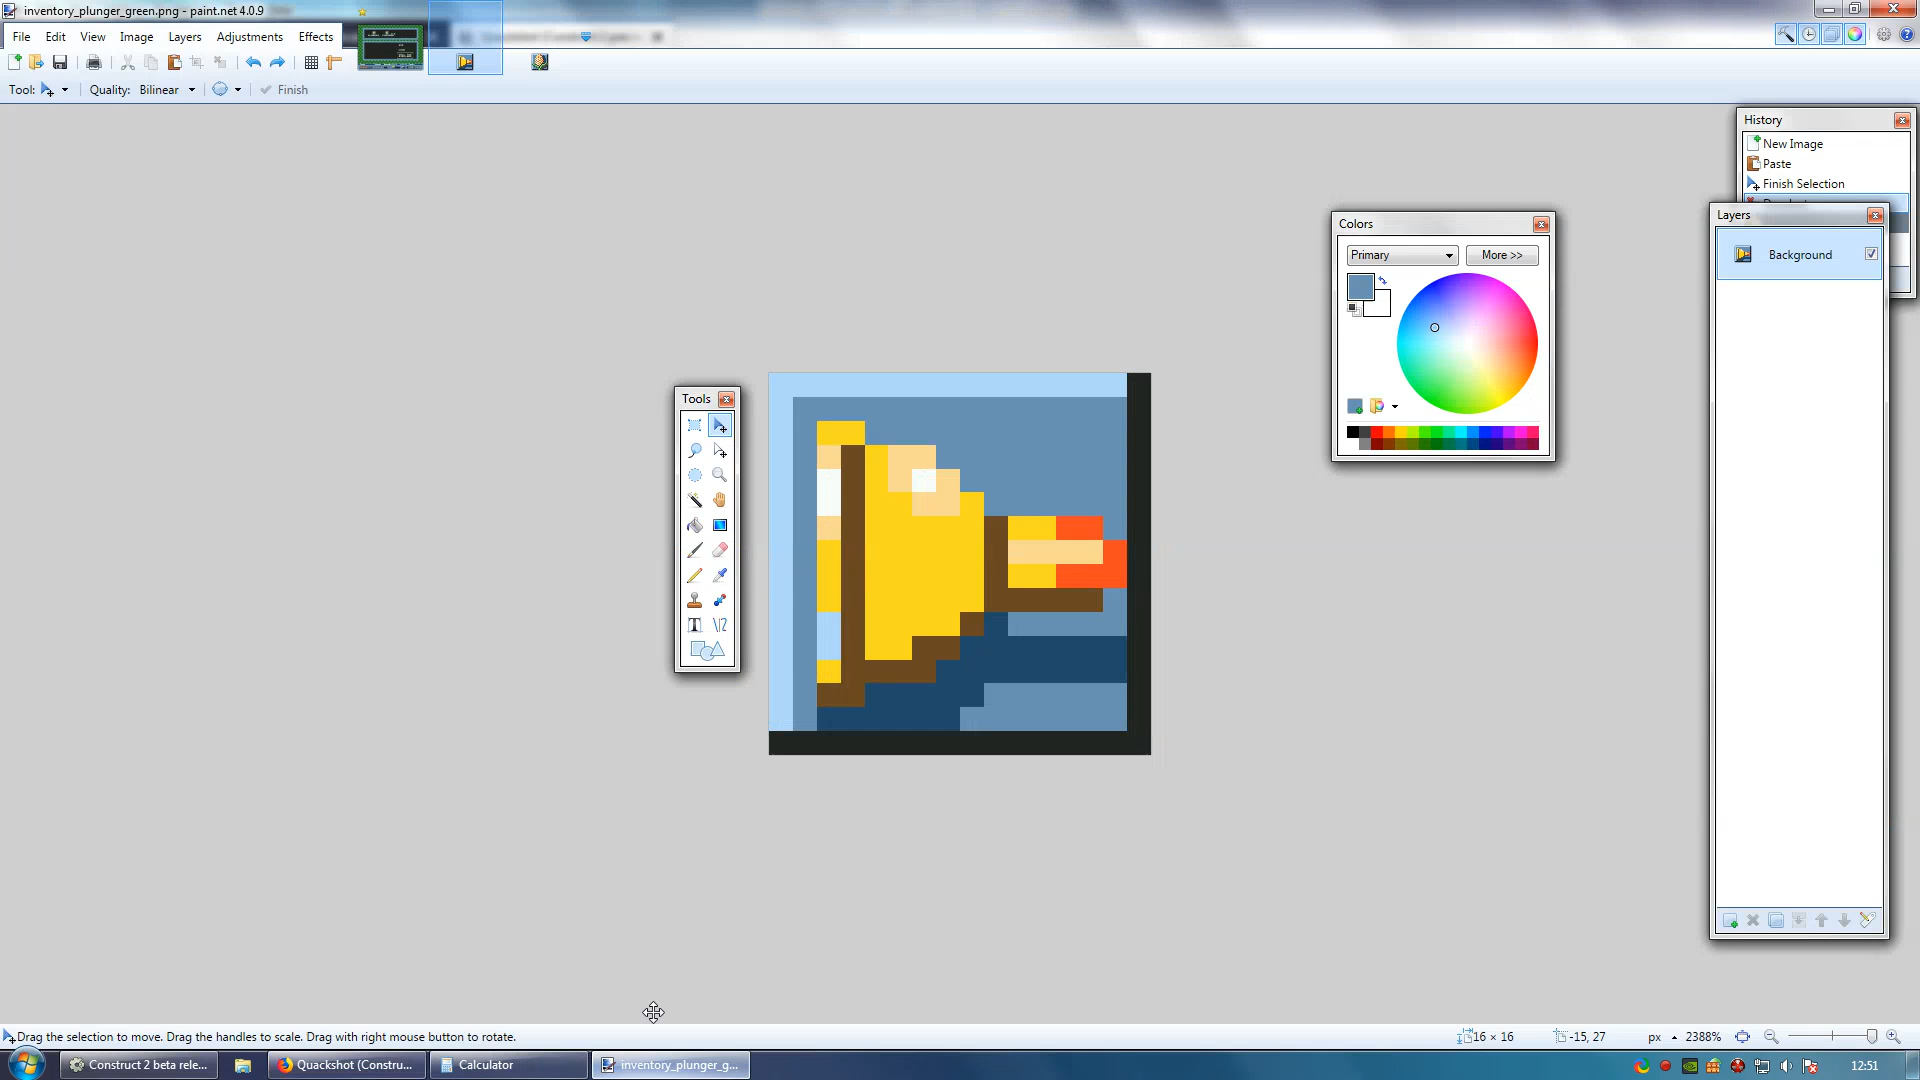 inventory_plunger_green.png - paint.net 4.0.9
File Edit View Image Layers Adjustments Effects
Tool: Quality: Bilinear Finish
History
New Image
Paste
Finish Selection
Layers
Background
Colors
Primary More >>
Tools
Drag the selection to move. Drag the handles to scale. Drag with right mouse button to rotate.
16 × 16 -15, 27 px 2388%
Construct 2 beta rele... Quackshot (Constru... Calculator inventory_plunger_g... 12:51